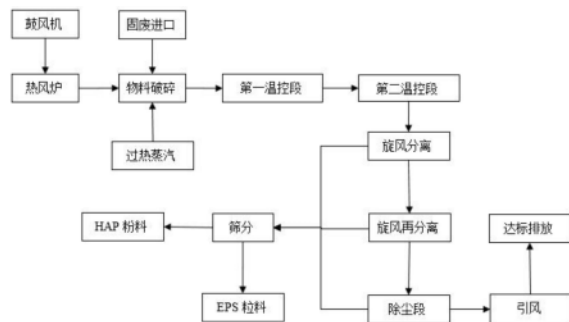 鼓风机
固废进口
热风炉
物料破碎
第一温控段
第二温控段
过热蒸汽
旋风分离
HAP 粉料
筛分
旋风再分离
达标排放
EPS 粒料
除尘段
引风